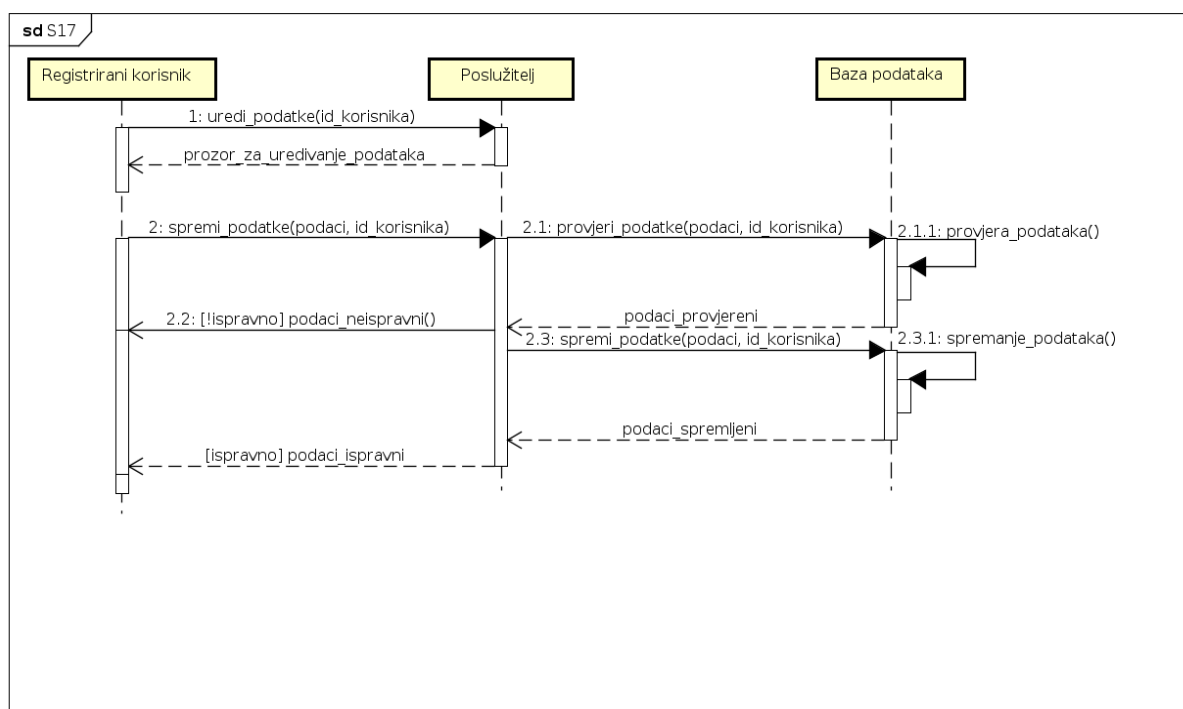 sd S17
Registrirani korisnik
Poslužitelj
Baza podataka
1: uredi_podatke(id_korisnika)
prozor_za_uredivanje_podataka
2: spremi_podatke(podaci, id_korisnika)
2.1: provjeri_podatke(podaci, id_korisnika)
2.1.1: provjera_podataka()
podaci_provjereni
2.2: [!ispravno] podaci_neispravni()
2.3: spremi_podatke(podaci, id_korisnika)
2.3.1: spremanje_podataka()
podaci_spremljeni
[ispravno] podaci_ispravni